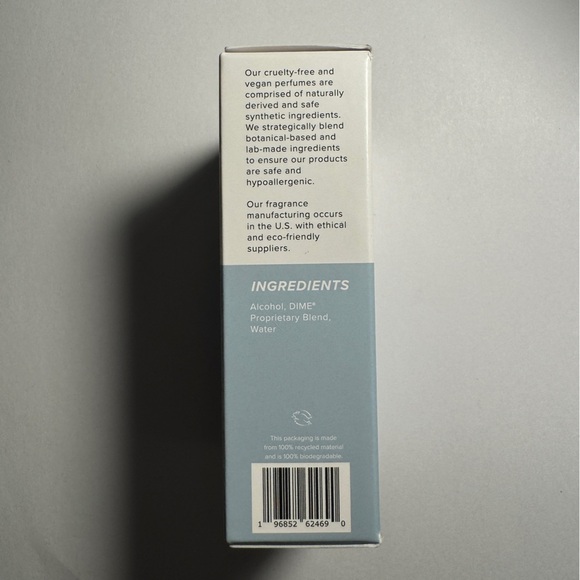 Our cruelty-free and
vegan perfumes are
comprised of naturally
derived and safe
synthetic ingredients.
We strategically blend
botanical-based and
lab-made ingredients
to ensure our products
are safe and
hypoallergenic.
Our fragrance
manufacturing occurs
in the U.S. with ethical
and eco-friendly
suppliers.
INGREDIENTS
Alcohol, DIME®
Proprietary Blend,
Water
This packaging is made
from 100% recycled material
and is 100% biodegradable.
1 96852 62469 0